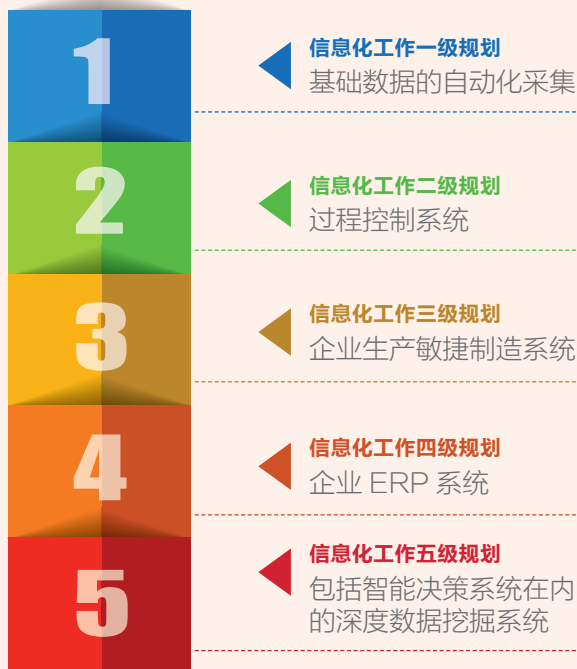 1
信息化工作一级规划
基础数据的自动化采集
2
信息化工作二级规划
过程控制系统
3
信息化工作三级规划
企业生产敏捷制造系统
4
信息化工作四级规划
企业 ERP 系统
5
信息化工作五级规划
包括智能决策系统在内
的深度数据挖掘系统